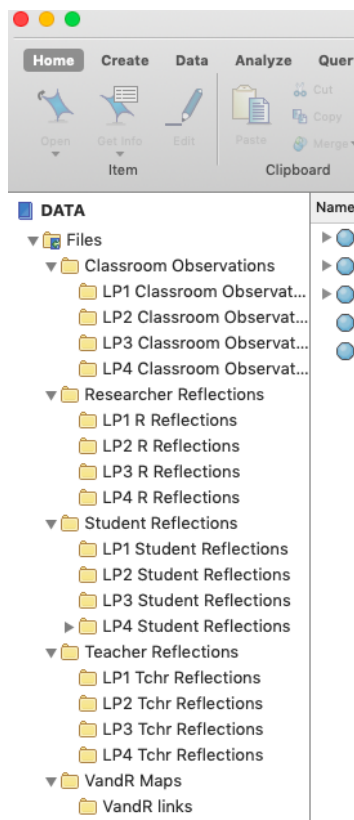 Home Create Data Analyze Quer
Open Get Info Edit Paste Cut
Copy
Merge
Item Clipboard
DATA Name
Files
Classroom Observations
LP1 Classroom Observat...
LP2 Classroom Observat...
LP3 Classroom Observat...
LP4 Classroom Observat...
Researcher Reflections
LP1 R Reflections
LP2 R Reflections
LP3 R Reflections
LP4 R Reflections
Student Reflections
LP1 Student Reflections
LP2 Student Reflections
LP3 Student Reflections
LP4 Student Reflections
Teacher Reflections
LP1 Tchr Reflections
LP2 Tchr Reflections
LP3 Tchr Reflections
LP4 Tchr Reflections
VandR Maps
VandR links